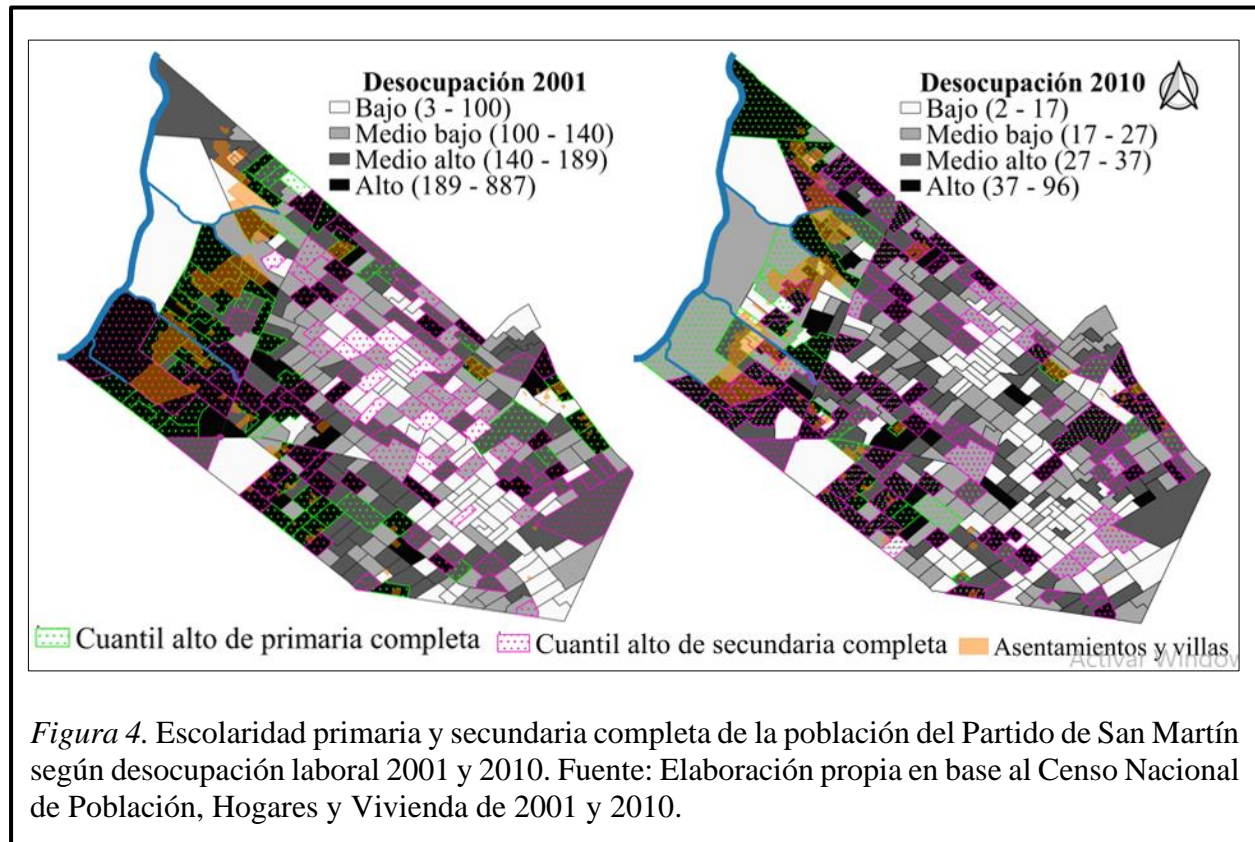 Desocupación 2001
Bajo (3 - 100)
Medio bajo (100 - 140)
Medio alto (140 - 189)
Alto (189 - 887)
Desocupación 2010
Bajo (2 - 17)
Medio bajo (17 - 27)
Medio alto (27 - 37)
Alto (37 - 96)
Cuantil alto de primaria completa
Cuantil alto de secundaria completa
Asentamientos y villas
Activar Window
Figura 4. Escolaridad primaria y secundaria completa de la población del Partido de San Martín
según desocupación laboral 2001 y 2010. Fuente: Elaboración propia en base al Censo Nacional
de Población, Hogares y Vivienda de 2001 y 2010.